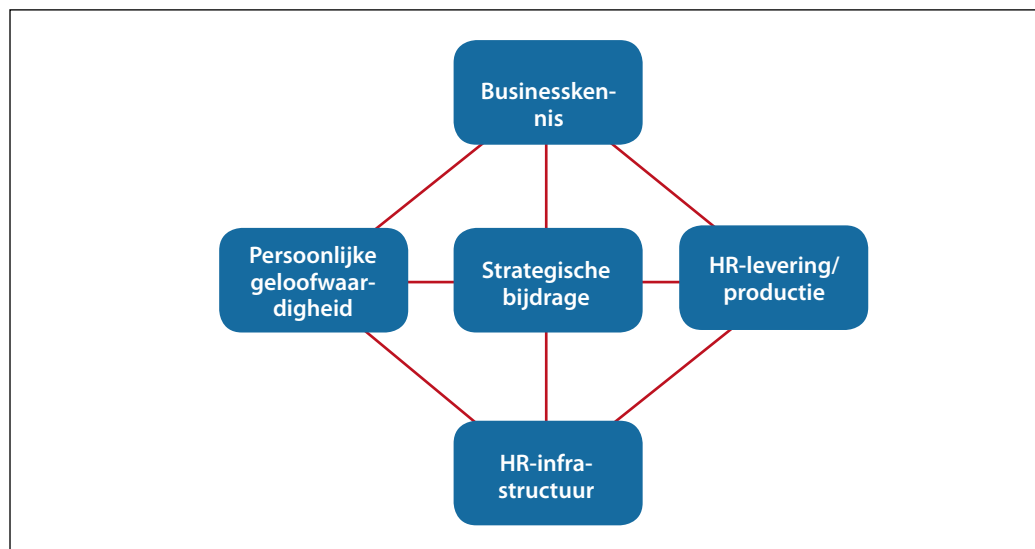 Businessken-
nis
Persoonlijke
geloofwaar-
digheid
Strategische
bijdrage
HR-levering/
productie
HR-infra-
structuur